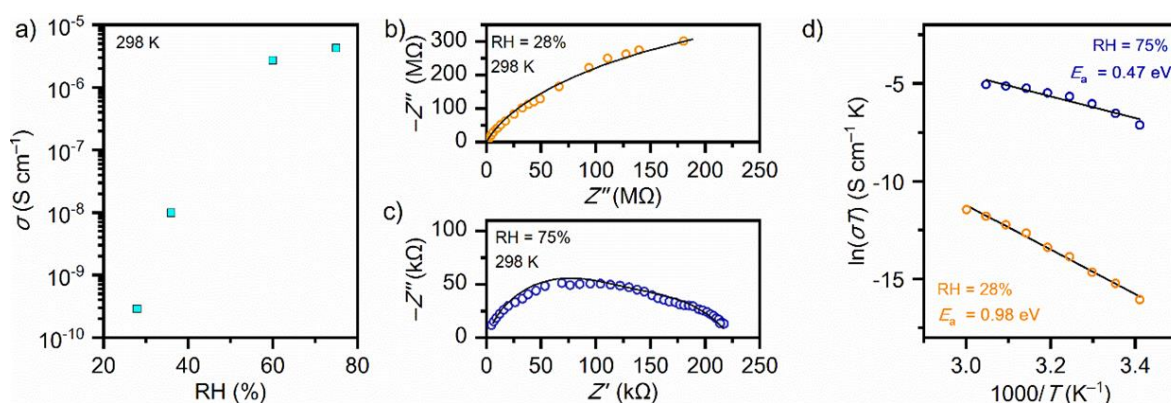 a)
298 K
σ (S cm⁻¹)
10⁻⁵
10⁻⁶
10⁻⁷
10⁻⁸
10⁻⁹
10⁻¹⁰
20 40 60 80
RH (%)
b)
RH = 28%
298 K
−Z″ (MΩ)
300
200
100
0
0 50 100 150 200 250
Z″ (MΩ)
c)
RH = 75%
298 K
−Z″ (kΩ)
100
50
0
0 50 100 150 200 250
Z′ (kΩ)
d)
RH = 75%
Eₐ = 0.47 eV
ln(σT) (S cm⁻¹ K)
-5
-10
-15
RH = 28%
Eₐ = 0.98 eV
3.0 3.2 3.4
1000/T (K⁻¹)